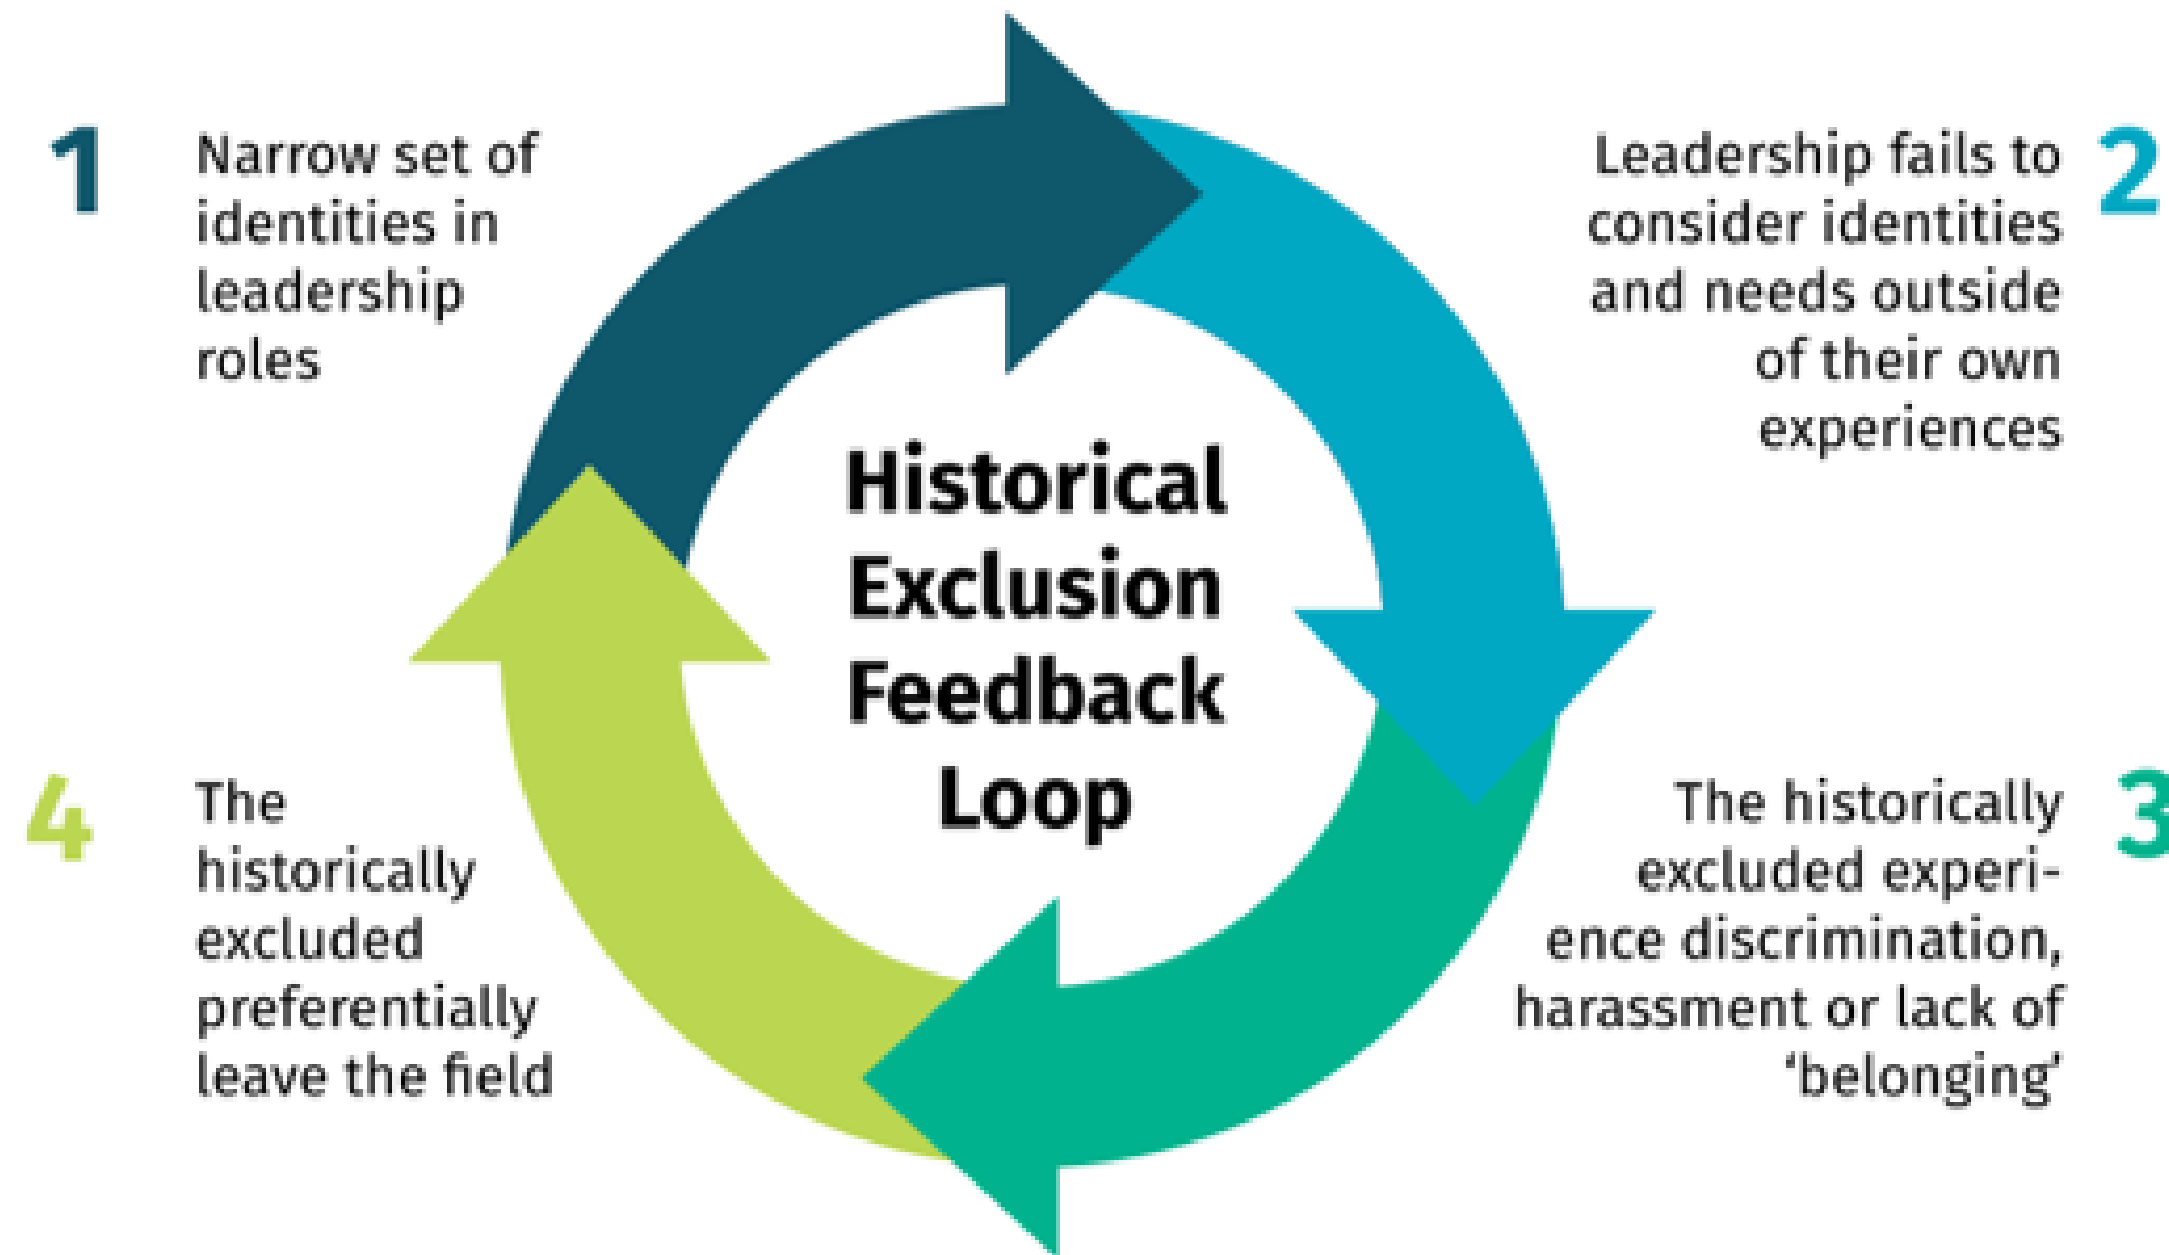 1
Narrow set of
identities in
leadership
roles
2
Leadership fails to
consider identities
and needs outside
of their own
experiences
Historical
Exclusion
Feedback
Loop
3
The historically
excluded experi-
ence discrimination,
harassment or lack of
‘belonging’
4
The
historically
excluded
preferentially
leave the field